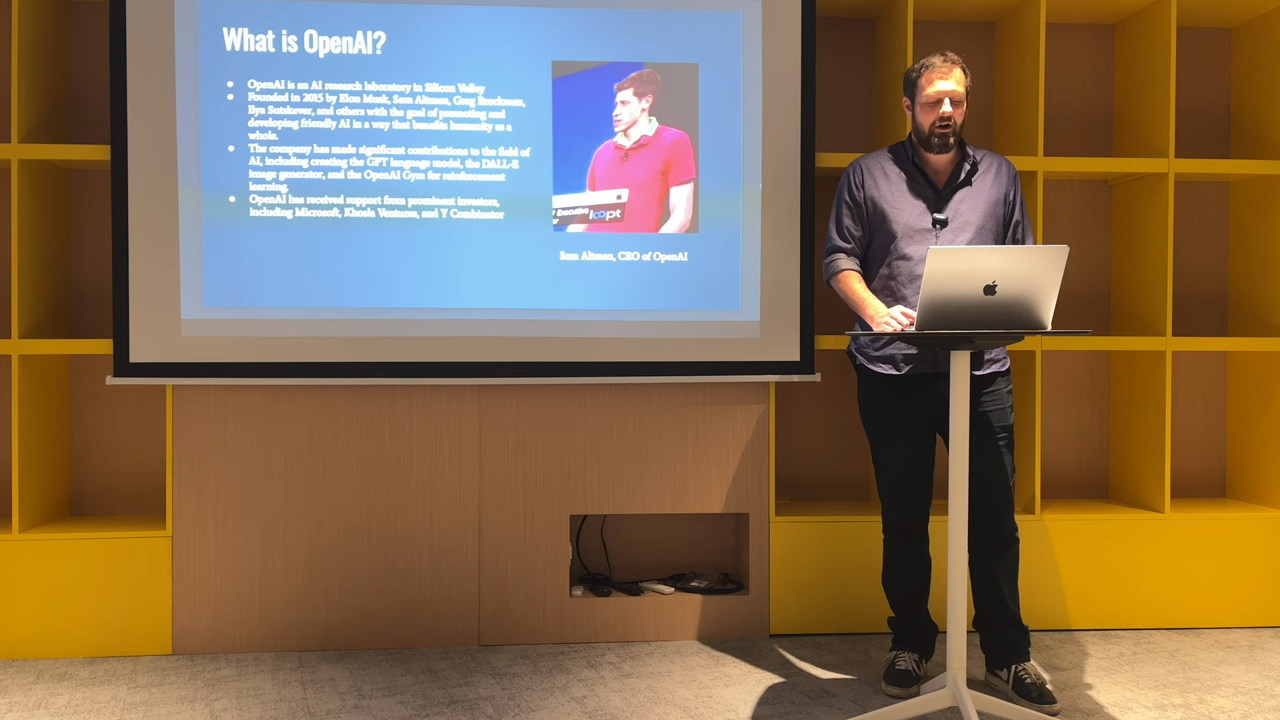 What is OpenAI?
● OpenAI is an AI research laboratory in Silicon Valley
● Founded in 2015 by Elon Musk, Sam Altman, Greg Brockman,
Ilya Sutskever, and others with the goal of promoting and
developing friendly AI in a way that benefits humanity as a
whole.
● The company has made significant contributions to the field of
AI, including creating the GPT language model, the DALL-E
image generator, and the OpenAI Gym for reinforcement
learning.
● OpenAI has received support from prominent investors,
including Microsoft, Khosla Ventures, and Y Combinator
Executive
loopt
Sam Altman, CEO of OpenAI